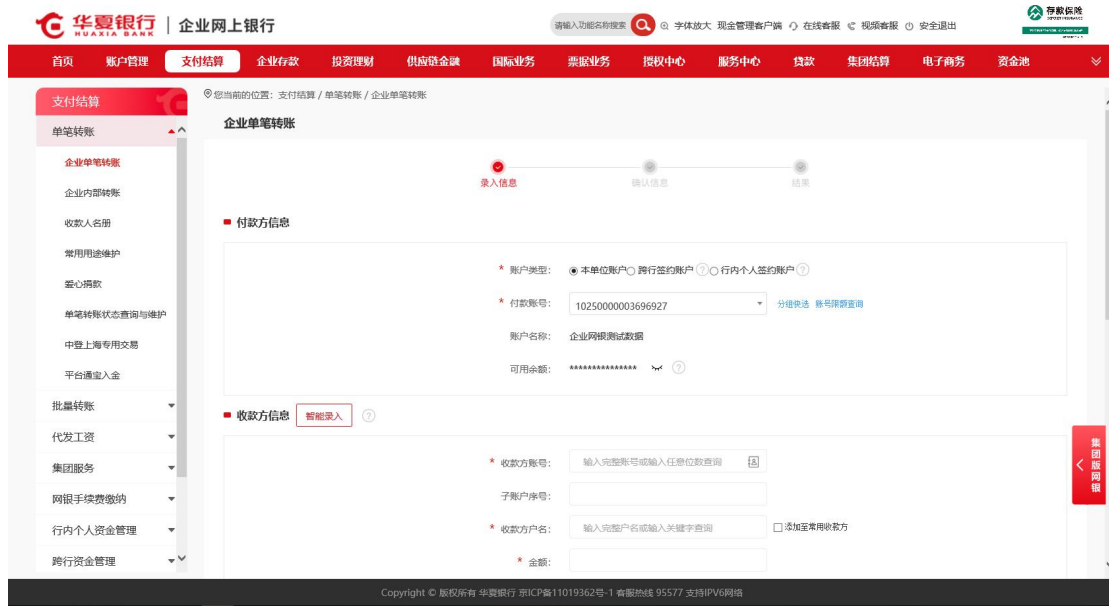 华夏银行 HUAXIA BANK 企业网上银行
请输入功能名称搜索 字体放大 现金管理客户端 在线客服 视频客服 安全退出
存款保险
首页 账户管理 支付结算 企业存款 投资理财 供应链金融 国际业务 票据业务 授权中心 服务中心 贷款 集团结算 电子商务 资金池
支付结算
单笔转账
企业单笔转账
企业内部转账
收款人名册
常用用途维护
爱心捐款
单笔转账状态查询与维护
中登上海专用交易
平台通宝入金
批量转账
代发工资
集团服务
网银手续费缴纳
行内个人资金管理
跨行资金管理
您当前的位置：支付结算 / 单笔转账 / 企业单笔转账
企业单笔转账
录入信息 确认信息 结果
付款方信息
* 账户类型： 本单位账户 跨行签约账户 ? 行内个人签约账户 ?
* 付款账号： 10250000003696927 分组快选 账号限额查询
账户名称： 企业网银测试数据
可用余额： *************** ?
收款方信息 智能录入 ?
* 收款方账号： 输入完整账号或输入任意位数查询
子账户序号：
* 收款方户名： 输入完整户名或输入关键字查询 添加至常用收款方
* 金额：
集团版网银
Copyright © 版权所有 华夏银行 京ICP备11019362号-1 客服热线 95577 支持IPV6网络